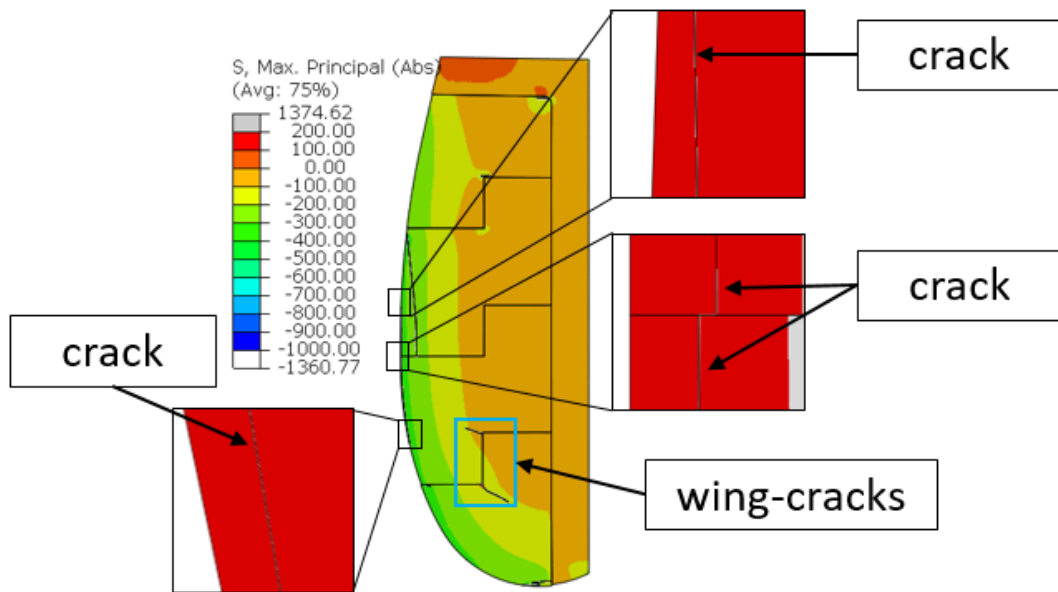 S, Max. Principal (Abs)
(Avg: 75%)
1374.62
200.00
100.00
0.00
-100.00
-200.00
-300.00
-400.00
-500.00
-600.00
-700.00
-800.00
-900.00
-1000.00
-1360.77
crack
crack
crack
wing-cracks